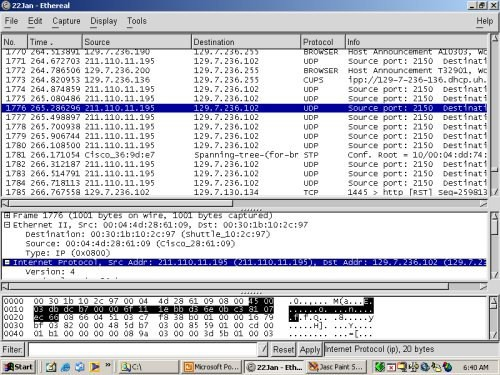 22Jan - Ethereal
File Edit Capture Display Tools Help
No. Time Source Destination Protocol Info
1770 264.513891 129.7.236.190 129.7.236.255 BROWSER Host Announcement A10303, Wo
1771 264.672703 211.110.11.195 129.7.236.102 UDP Source port: 2150 Destinati
1772 264.786506 129.7.236.200 129.7.236.255 BROWSER Host Announcement T32901, Wo
1773 264.820953 129.7.236.136 129.7.236.255 CUPS ipp://129-7-236-136.dhcp.uh.
1774 264.874859 211.110.11.195 129.7.236.102 UDP Source port: 2150 Destinati
1775 265.080486 211.110.11.195 129.7.236.102 UDP Source port: 2150 Destinati
1776 265.286296 211.110.11.195 129.7.236.102 UDP Source port: 2150 Destinati
1777 265.498897 211.110.11.195 129.7.236.102 UDP Source port: 2150 Destinati
1778 265.700938 211.110.11.195 129.7.236.102 UDP Source port: 2150 Destinati
1779 265.906744 211.110.11.195 129.7.236.102 UDP Source port: 2150 Destinati
1780 266.108500 211.110.11.195 129.7.236.102 UDP Source port: 2150 Destinati
1781 266.171054 Cisco_36:9d:e7 Spanning-tree-(for-br STP Conf. Root = 10/00:04:dd:74:
1782 266.312187 211.110.11.195 129.7.236.102 UDP Source port: 2150 Destinati
1783 266.514791 211.110.11.195 129.7.236.102 UDP Source port: 2150 Destinati
1784 266.718113 211.110.11.195 129.7.236.102 UDP Source port: 2150 Destinati
1785 266.767558 129.7.236.102 129.7.130.134 TCP 1445 > http [RST] Seq=259813
Frame 1776 (1001 bytes on wire, 1001 bytes captured)
Ethernet II, Src: 00:04:4d:28:61:09, Dst: 00:30:1b:10:2c:97
Destination: 00:30:1b:10:2c:97 (Shuttle_10:2c:97)
Source: 00:04:4d:28:61:09 (Cisco_28:61:09)
Type: IP (0x0800)
Internet Protocol, Src Addr: 211.110.11.195 (211.110.11.195), Dst Addr: 129.7.236.102 (129.7.23
Version: 4
0000 00 30 1b 10 2c 97 00 04 4d 28 61 09 08 00 45 00 .0..,... M(a...E.
0010 03 db dc b7 00 00 6f 11 1e bb d3 6e 0b c3 81 07
0020 ec 66 08 66 04 51 03 c7 f8 38 b0 01 00 00 16 79
bf 03 82 00 00 48 5d b7 03 00 85 59 01 00 cd 00
01 b1 00 00 00 00 08 9a 03 00 00 3d 5b 01 00 03
Filter: / Reset Apply Internet Protocol (ip), 20 bytes
C:\ Microsoft Po... 22Jan - Ethe... Jasc Paint S... 6:40 AM